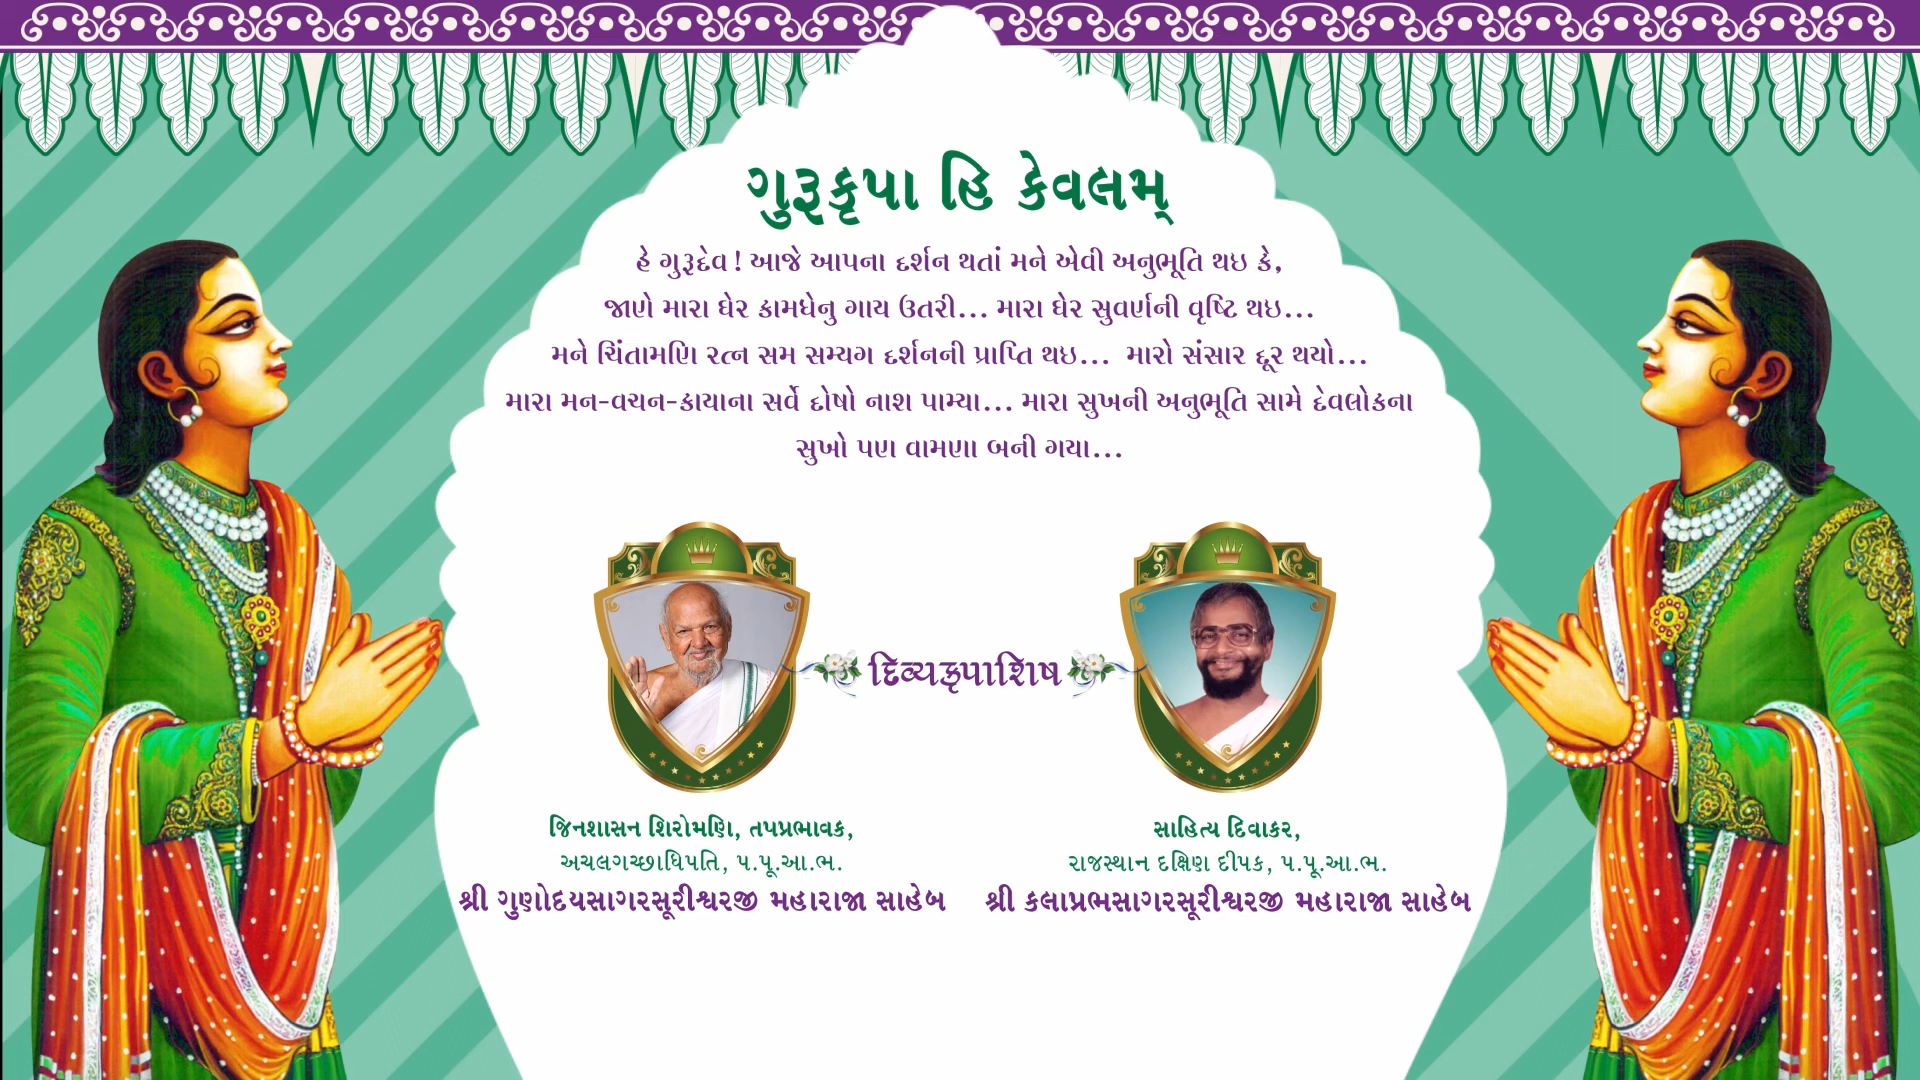 ગુરૂકૃપા હિ કેવલમ્
હે ગુરૂદેવ! આજે આપના દર્શન થતાં મને એવી અનુભૂતિ થઇ કે,
જાણે મારા ઘેર કામધેનુ ગાય ઉતરી... મારા ઘેર સુવર્ણની વૃષ્ટિ થઇ...
મને ચિંતામણિ રત્ન સમ સમ્યગ દર્શનની પ્રાપ્તિ થઇ... મારો સંસાર દૂર થયો...
મારા મન-વચન-કાયાના સર્વે દોષો નાશ પામ્યા... મારા સુખની અનુભૂતિ સામે દેવલોકના
સુખો પણ વામણા બની ગયા...
દિવ્યકૃપાશિષ
જિનશાસન શિરોમણિ, તપપ્રભાવક,
અચલગચ્છાધિપતિ, પ.પૂ.આ.ભ.
શ્રી ગુણોદયસાગરસૂરીશ્વરજી મહારાજા સાહેબ
સાહિત્ય દિવાકર,
રાજસ્થાન દક્ષિણ દીપક, પ.પૂ.આ.ભ.
શ્રી કલાપ્રભસાગરસૂરીશ્વરજી મહારાજા સાહેબ